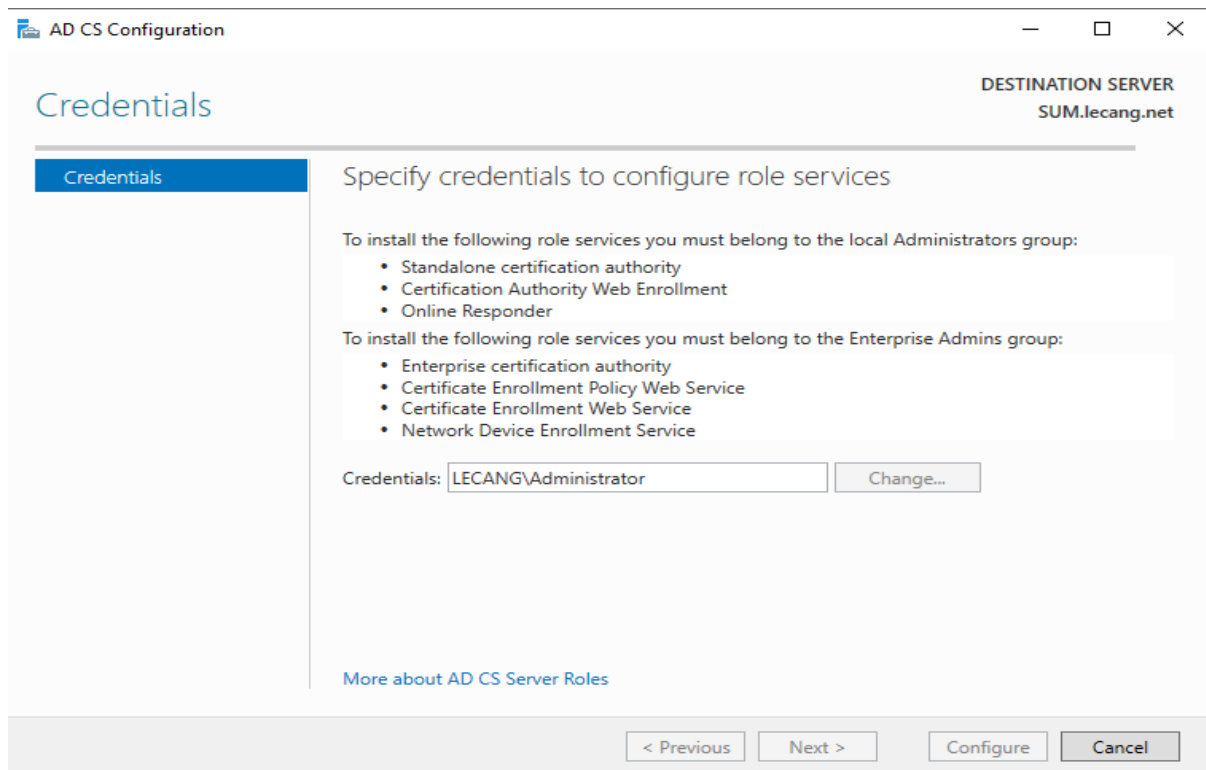 AD CS Configuration
Credentials
DESTINATION SERVER
SUM.lecang.net
Credentials
Specify credentials to configure role services
To install the following role services you must belong to the local Administrators group:
• Standalone certification authority
• Certification Authority Web Enrollment
• Online Responder
To install the following role services you must belong to the Enterprise Admins group:
• Enterprise certification authority
• Certificate Enrollment Policy Web Service
• Certificate Enrollment Web Service
• Network Device Enrollment Service
Credentials: LECANG\Administrator Change...
More about AD CS Server Roles
< Previous Next > Configure Cancel